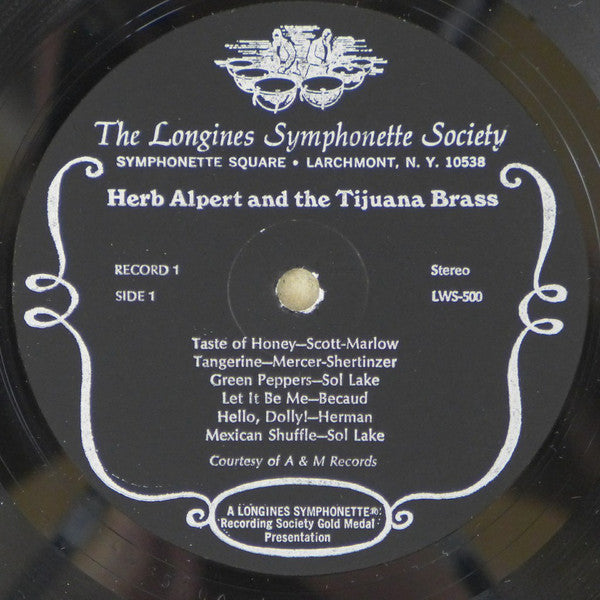 The Longines Symphonette Society
SYMPHONETTE SQUARE • LARCHMONT, N. Y. 10538
Herb Alpert and the Tijuana Brass
RECORD 1 Stereo
SIDE 1 LWS-500
Taste of Honey—Scott-Marlow
Tangerine—Mercer-Shertinzer
Green Peppers—Sol Lake
Let It Be Me—Becaud
Hello, Dolly!—Herman
Mexican Shuffle—Sol Lake
Courtesy of A & M Records
A LONGINES SYMPHONETTE®
Recording Society Gold Medal
Presentation